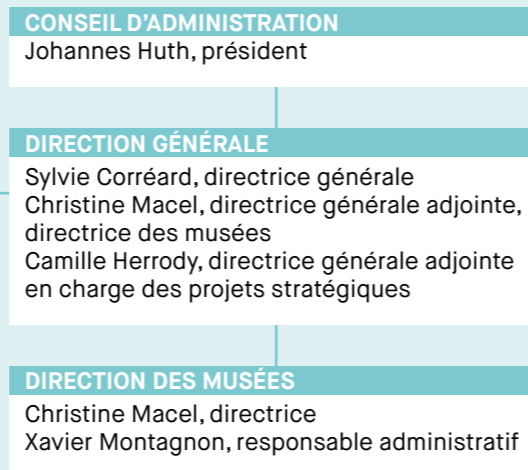 CONSEIL D'ADMINISTRATION
Johannes Huth, président
DIRECTION GÉNÉRALE
Sylvie Corréard, directrice générale
Christine Macel, directrice générale adjointe,
directrice des musées
Camille Herrody, directrice générale adjointe
en charge des projets stratégiques
DIRECTION DES MUSÉES
Christine Macel, directrice
Xavier Montagnon, responsable administratif